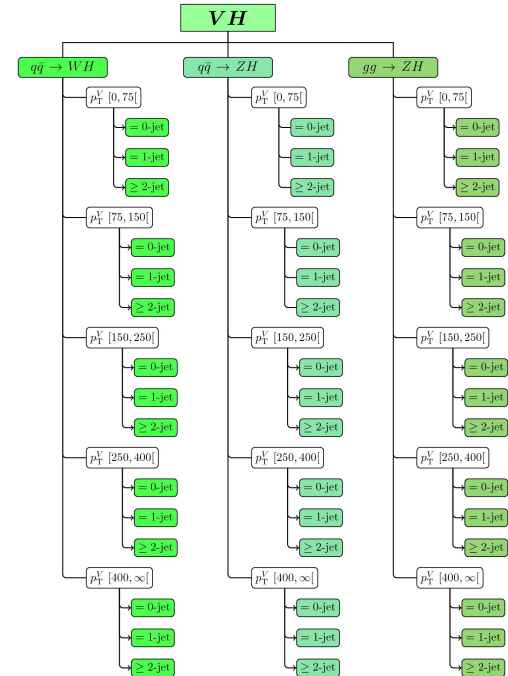 VH
qq̄ → WH
p_T^V [0, 75[
= 0-jet
= 1-jet
≥ 2-jet
p_T^V [75, 150[
= 0-jet
= 1-jet
≥ 2-jet
p_T^V [150, 250[
= 0-jet
= 1-jet
≥ 2-jet
p_T^V [250, 400[
= 0-jet
= 1-jet
≥ 2-jet
p_T^V [400, ∞[
= 0-jet
= 1-jet
≥ 2-jet
qq̄ → ZH
p_T^V [0, 75[
= 0-jet
= 1-jet
≥ 2-jet
p_T^V [75, 150[
= 0-jet
= 1-jet
≥ 2-jet
p_T^V [150, 250[
= 0-jet
= 1-jet
≥ 2-jet
p_T^V [250, 400[
= 0-jet
= 1-jet
≥ 2-jet
p_T^V [400, ∞[
= 0-jet
= 1-jet
≥ 2-jet
gg → ZH
p_T^V [0, 75[
= 0-jet
= 1-jet
≥ 2-jet
p_T^V [75, 150[
= 0-jet
= 1-jet
≥ 2-jet
p_T^V [150, 250[
= 0-jet
= 1-jet
≥ 2-jet
p_T^V [250, 400[
= 0-jet
= 1-jet
≥ 2-jet
p_T^V [400, ∞[
= 0-jet
= 1-jet
≥ 2-jet